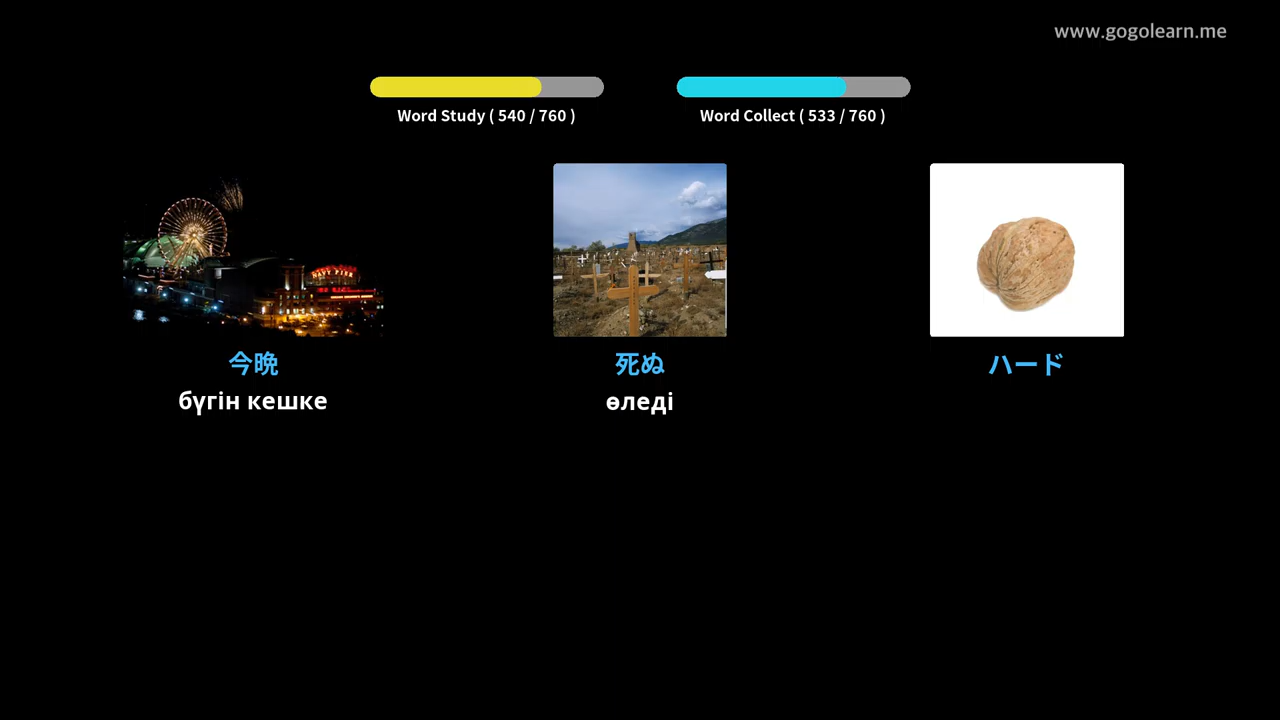 www.gogolearn.me
Word Study ( 540 / 760 )
Word Collect ( 533 / 760 )
今晩
死ぬ
ハード
бүгін кешке
өледі